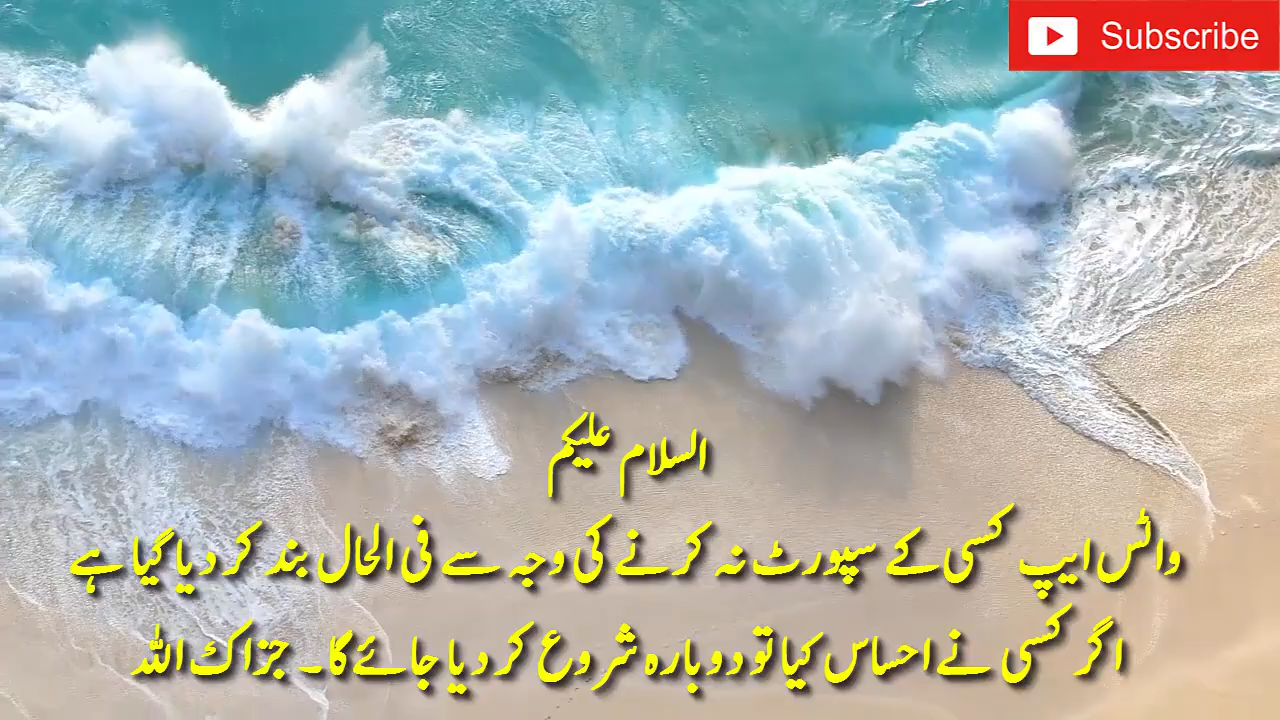 Subscribe
السلام علیکم
واٹس ایپ کسی کے سپورٹ نہ کرنے کی وجہ سے فی الحال بند کر دیا گیا ہے
اگر کسی نے احساس کیا تو دوبارہ شروع کر دیا جائے گا۔ جزاک اللہ